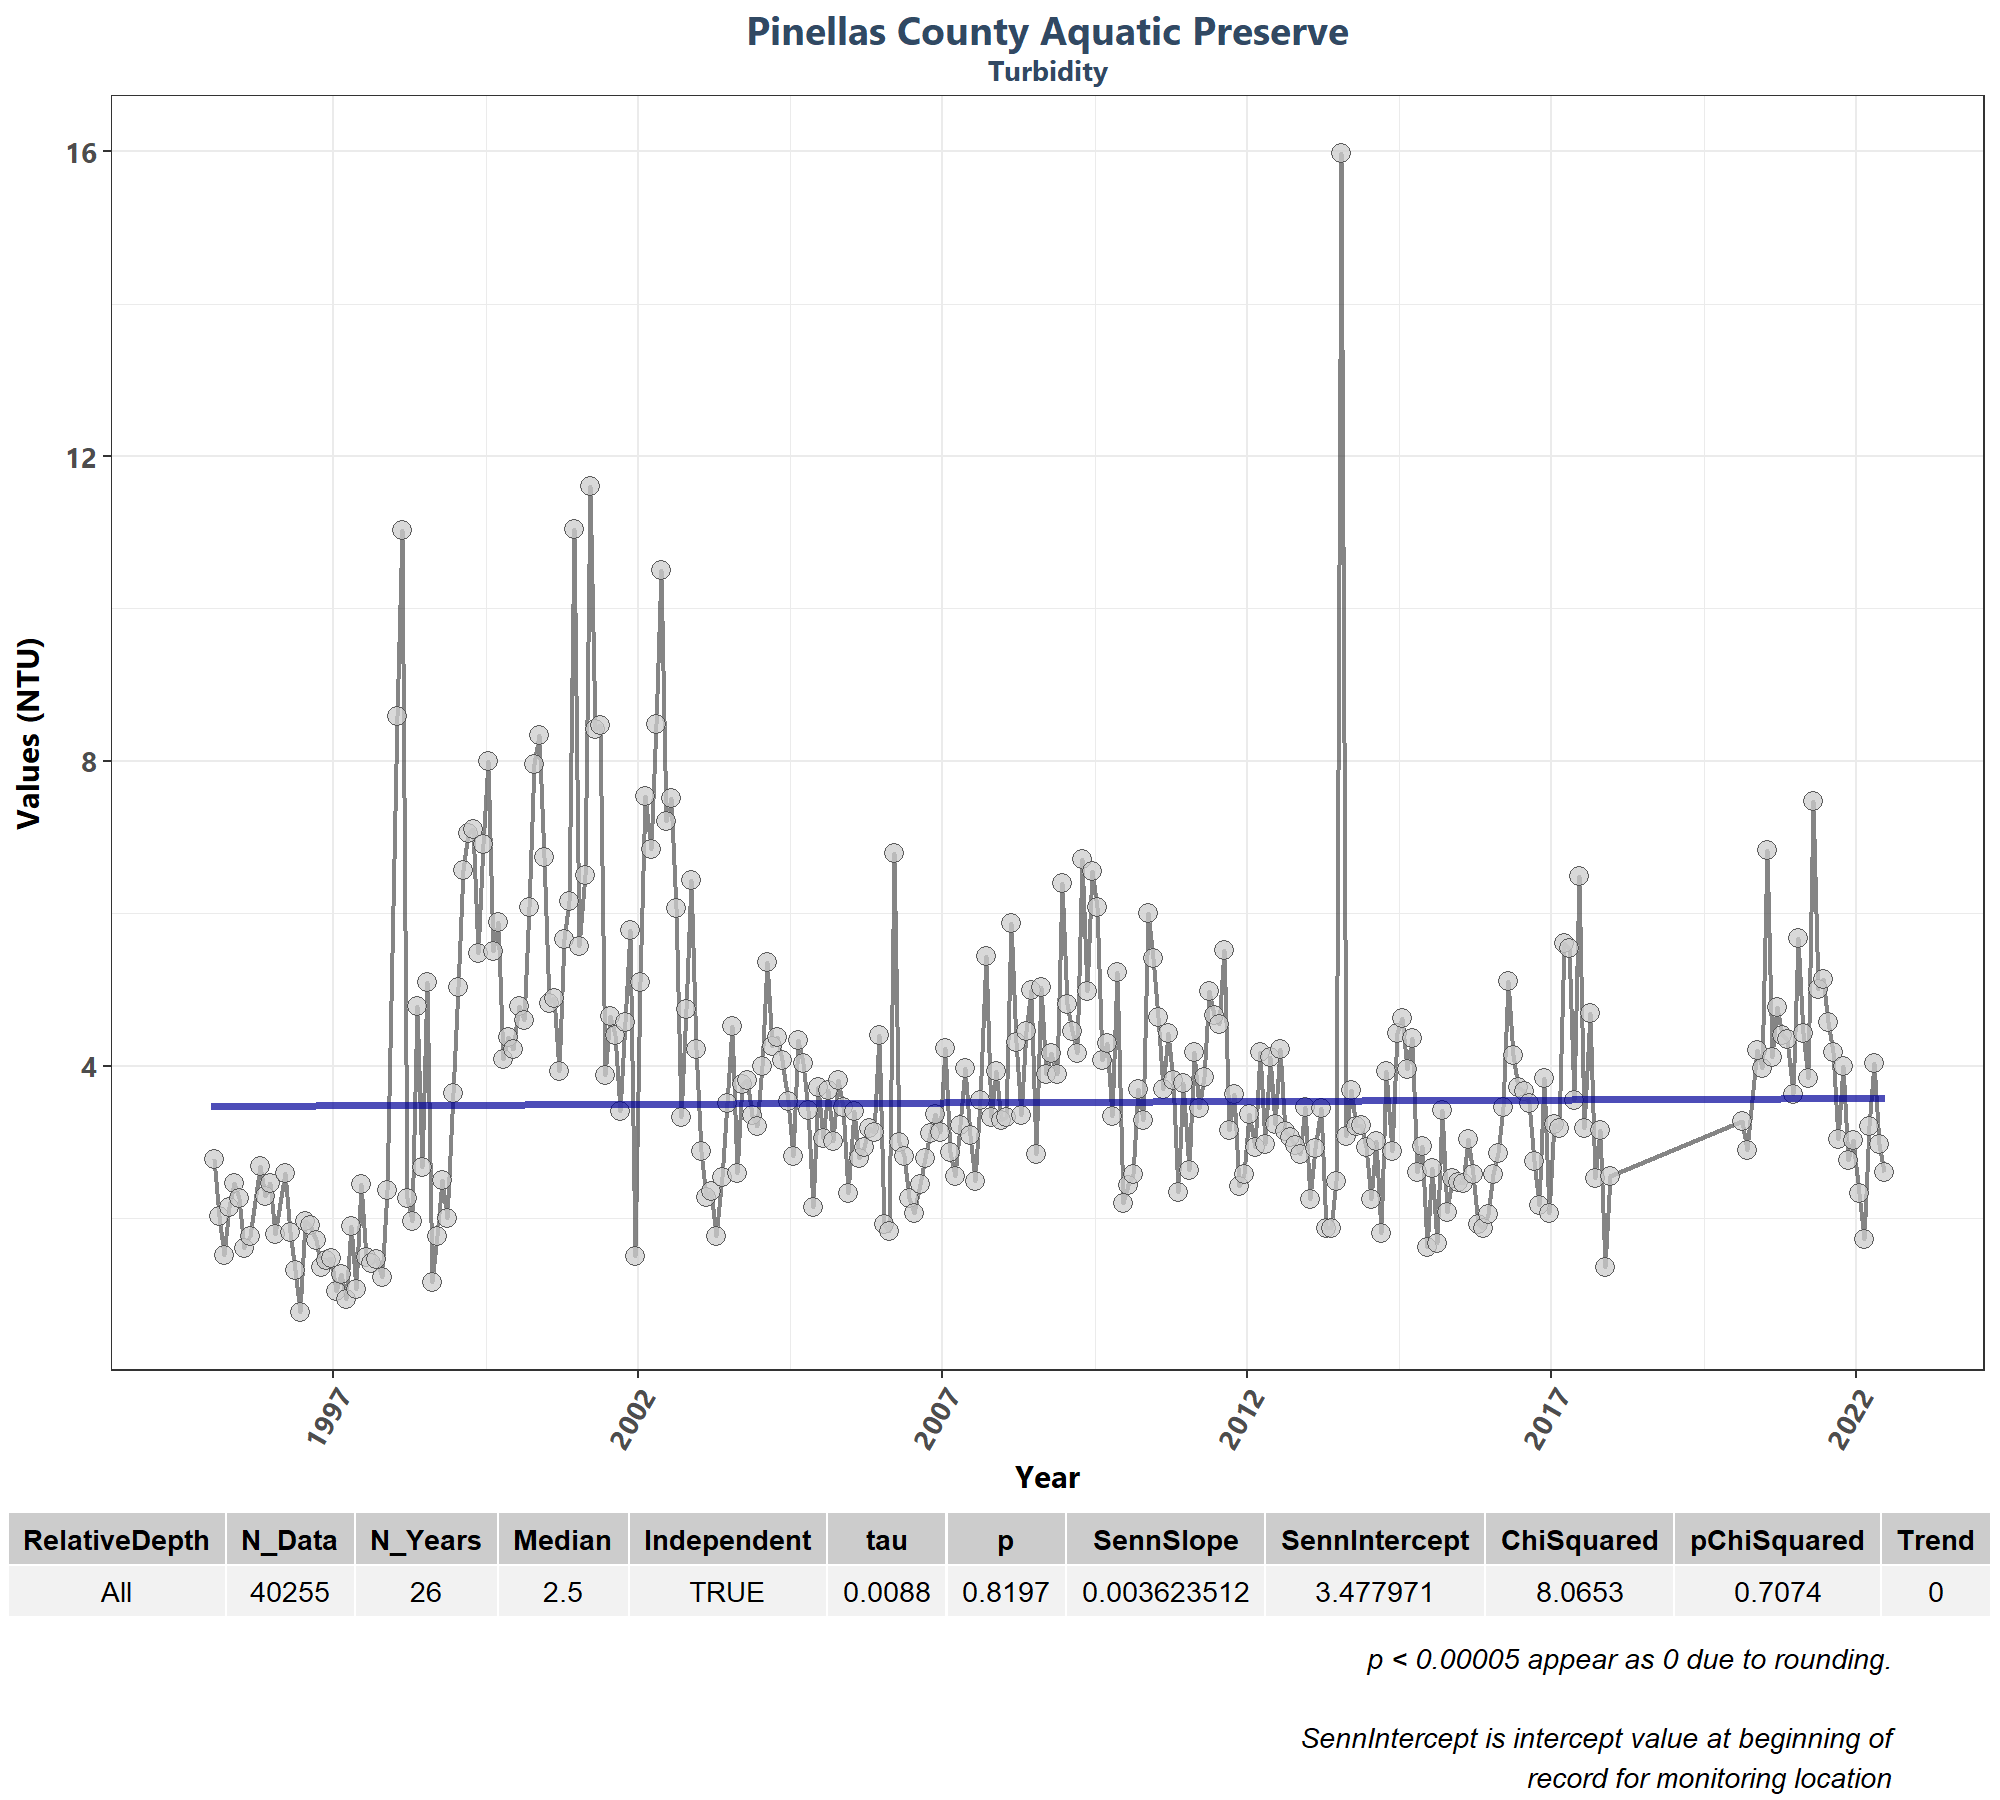 Pinellas County Aquatic Preserve
Turbidity
16
12
8
4
Values (NTU)
1997
2002
2007
2012
2017
2022
Year
RelativeDepth N_Data N_Years Median Independent tau p SennSlope SennIntercept ChiSquared pChiSquared Trend
All 40255 26 2.5 TRUE 0.0088 0.8197 0.003623512 3.477971 8.0653 0.7074 0
p < 0.00005 appear as 0 due to rounding.
SennIntercept is intercept value at beginning of
record for monitoring location